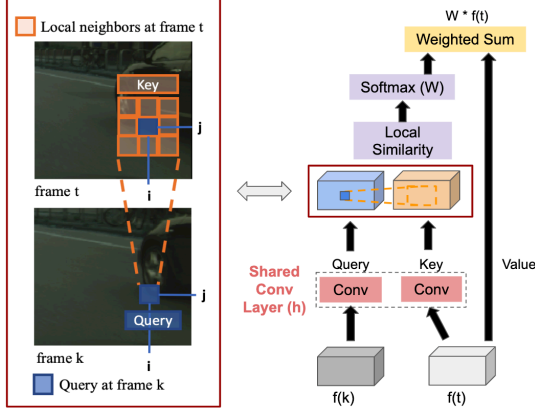 Local neighbors at frame t
Key
j
i
frame t
j
Query
i
frame k
Query at frame k
W * f(t)
Weighted Sum
Softmax (W)
Local
Similarity
Query
Key
Value
Shared
Conv
Layer (h)
Conv
Conv
f(k)
f(t)